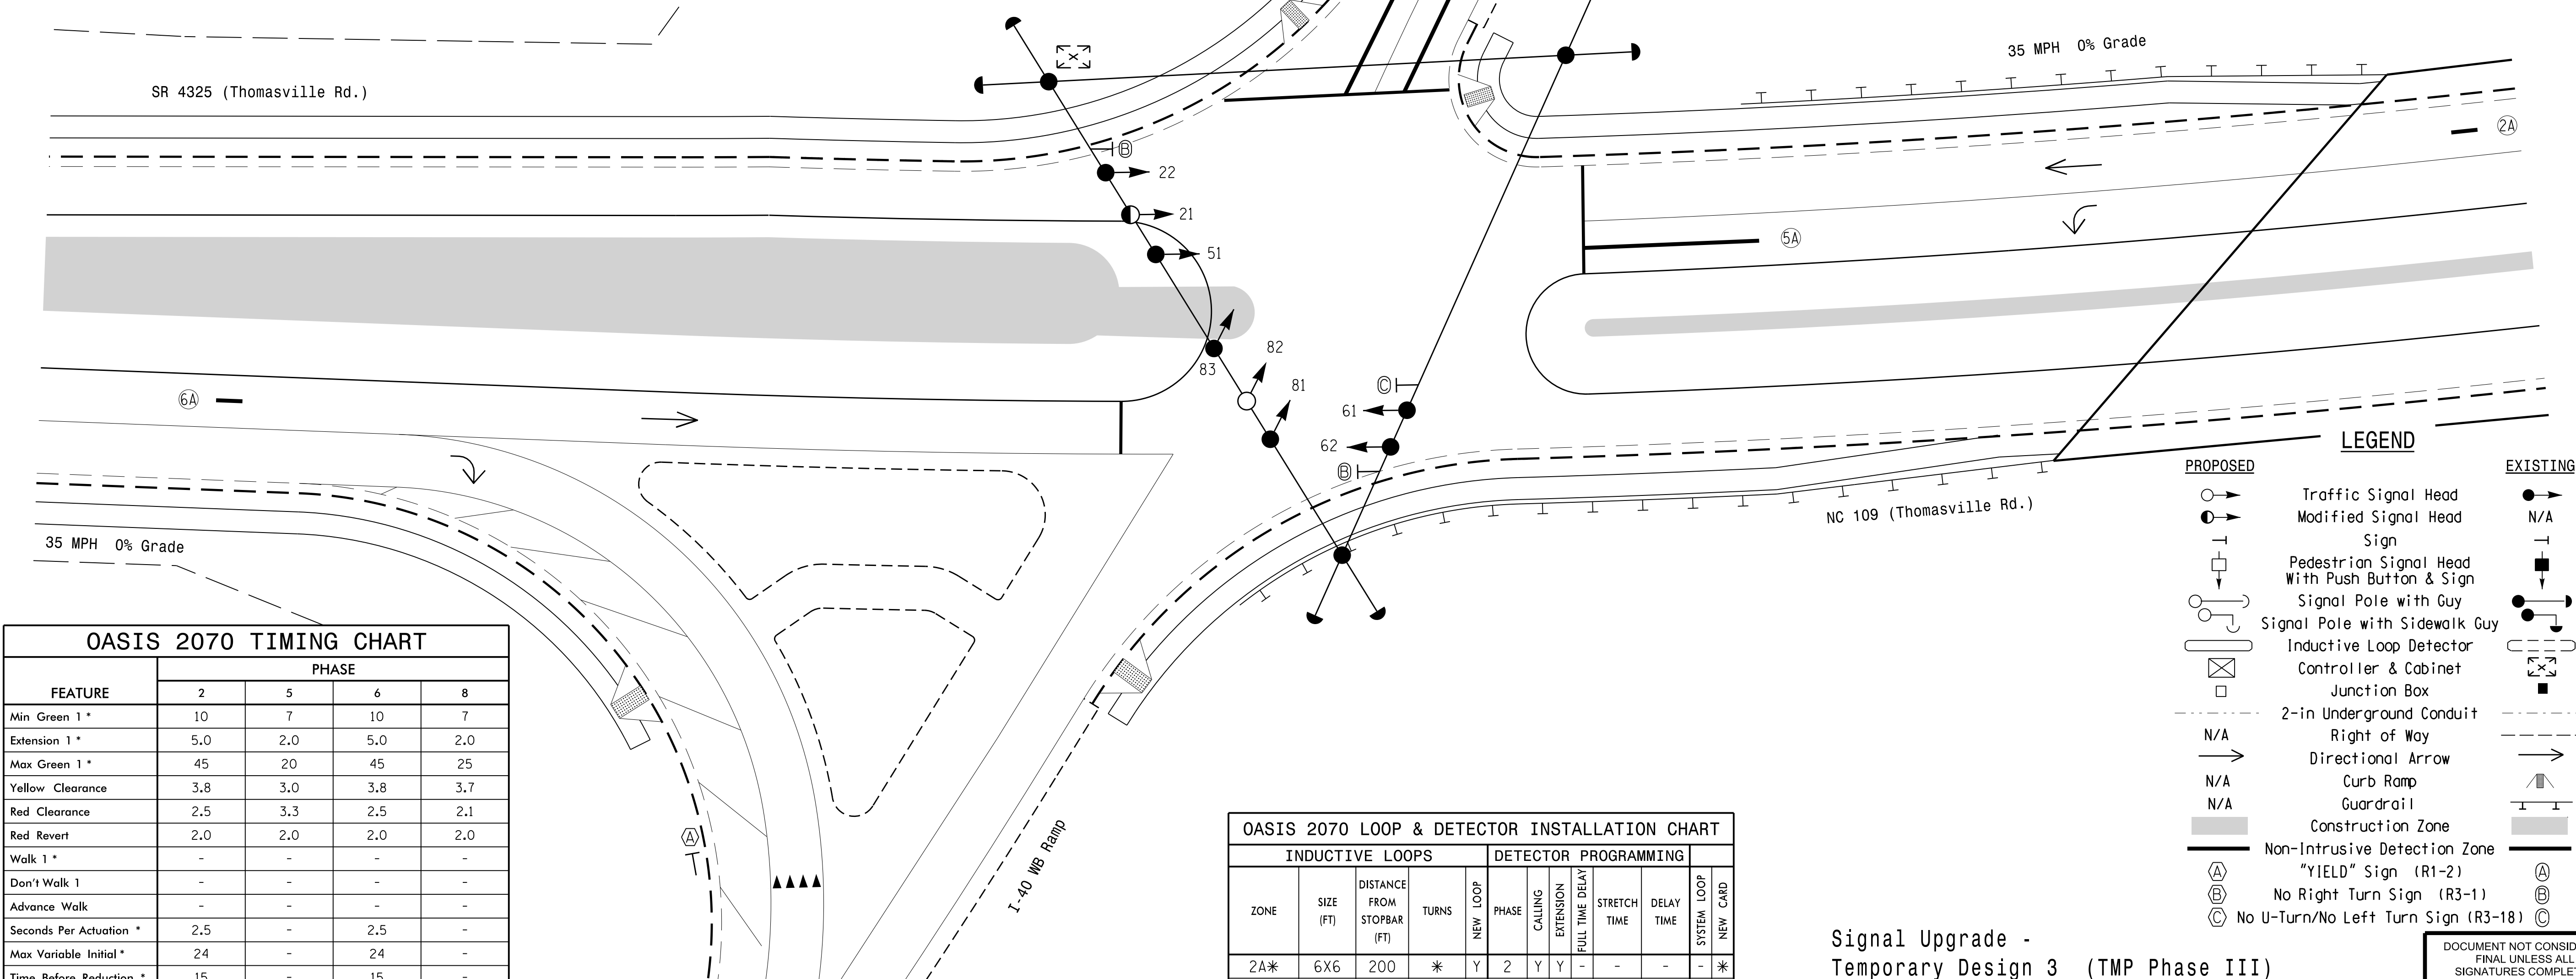 35 MPH 0% Grade
SR 4325 (Thomasville Rd.)
2A
B
22
21
5A
51
82
83
81
C
6A
61
62
B
LEGEND
PROPOSED EXISTING
Traffic Signal Head
Modified Signal Head N/A
Sign
Pedestrian Signal Head
With Push Button & Sign
Signal Pole with Guy
Signal Pole with Sidewalk Guy
Inductive Loop Detector
Controller & Cabinet
Junction Box
2-in Underground Conduit
N/A Right of Way
Directional Arrow
N/A Curb Ramp
N/A Guardrail
Construction Zone
Non-Intrusive Detection Zone
A "YIELD" Sign (R1-2) A
B No Right Turn Sign (R3-1) B
C No U-Turn/No Left Turn Sign (R3-18) C
NC 109 (Thomasville Rd.)
35 MPH 0% Grade
OASIS 2070 TIMING CHART
PHASE
FEATURE 2 5 6 8
Min Green 1 * 10 7 10 7
Extension 1 * 5.0 2.0 5.0 2.0
Max Green 1 * 45 20 45 25
Yellow Clearance 3.8 3.0 3.8 3.7
Red Clearance 2.5 3.3 2.5 2.1
Red Revert 2.0 2.0 2.0 2.0
Walk 1 * - - - -
Don't Walk 1 - - - -
Advance Walk - - - -
Seconds Per Actuation * 2.5 - 2.5 -
Max Variable Initial * 24 - 24 -
Time Before Reduction * 15 - 15 -
A
I-40 WB Ramp
OASIS 2070 LOOP & DETECTOR INSTALLATION CHART
INDUCTIVE LOOPS DETECTOR PROGRAMMING
ZONE
SIZE
(FT)
DISTANCE
FROM
STOPBAR
(FT)
TURNS
NEW LOOP
PHASE
CALLING
EXTENSION
FULL TIME DELAY
STRETCH
TIME
DELAY
TIME
SYSTEM LOOP
NEW CARD
2A* 6X6 200 * Y 2 Y Y - - - - *
Signal Upgrade -
Temporary Design 3 (TMP Phase III)
DOCUMENT NOT CONSID
FINAL UNLESS ALL
SIGNATURES COMPLE